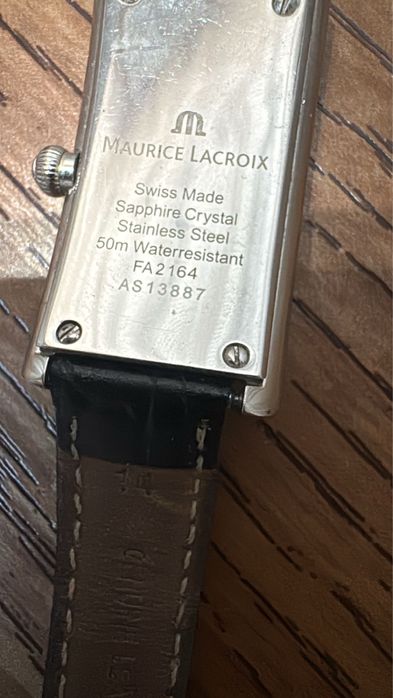 MAURICE LACROIX
Swiss Made
Sapphire Crystal
Stainless Steel
50m Waterresistant
FA2164
AS13887